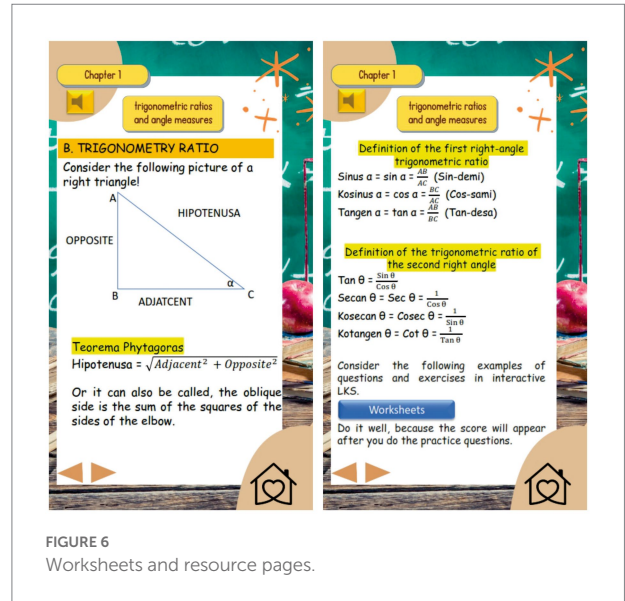 Chapter 1
trigonometric ratios
and angle measures
B. TRIGONOMETRY RATIO
Consider the following picture of a
right triangle!
A
HIPOTENUSA
OPPOSITE
α
B
C
ADJATCENT
Teorema Phytagoras
Hipotenusa = √(Adjacent² + Opposite²)
Or it can also be called, the oblique
side is the sum of the squares of the
sides of the elbow.
Chapter 1
trigonometric ratios
and angle measures
Definition of the first right-angle
trigonometric ratio
Sinus α = sin α = AB/AC (Sin-demi)
Kosinus α = cos α = BC/AC (Cos-sami)
Tangen α = tan α = AB/BC (Tan-desa)
Definition of the trigonometric ratio of
the second right angle
Tan θ = Sin θ/Cos θ
Secan θ = Sec θ = 1/Cos θ
Kosecan θ = Cosec θ = 1/Sin θ
Kotangen θ = Cot θ = 1/Tan θ
Consider the following examples of
questions and exercises in interactive
LKS.
Worksheets
Do it well, because the score will appear
after you do the practice questions.
FIGURE 6
Worksheets and resource pages.